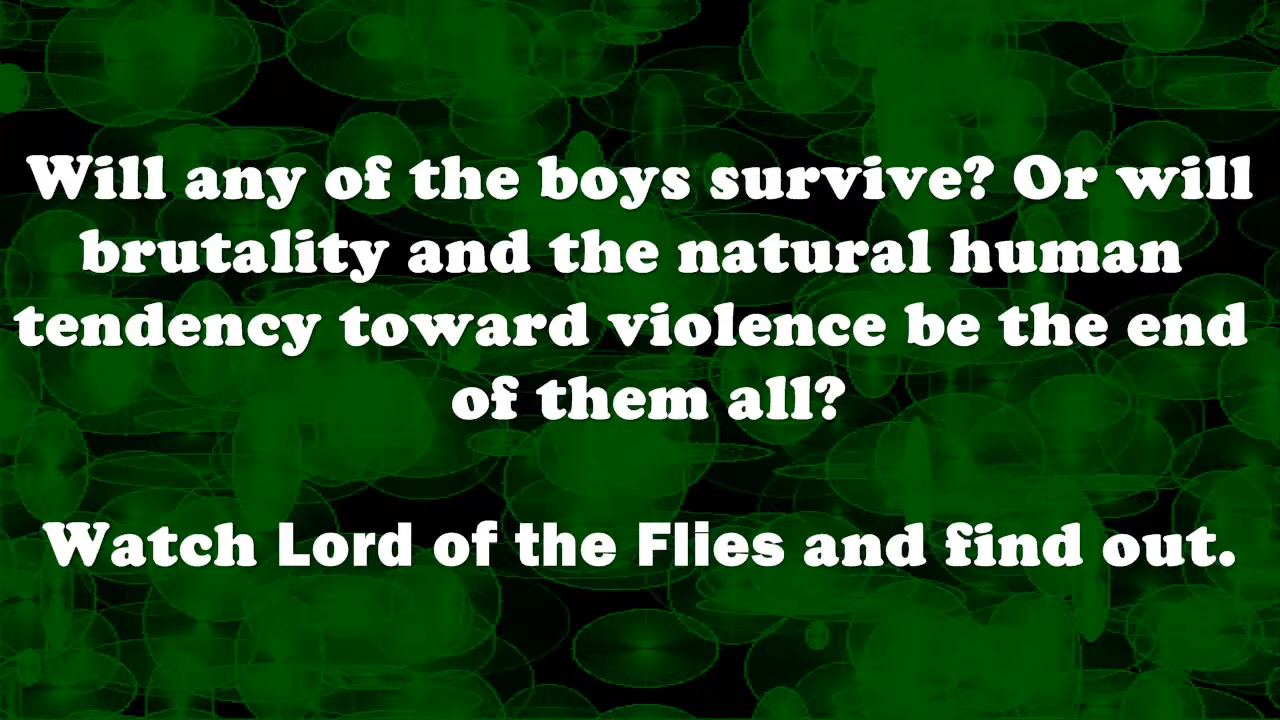 Will any of the boys survive? Or will
brutality and the natural human
tendency toward violence be the end
of them all?
Watch Lord of the Flies and find out.